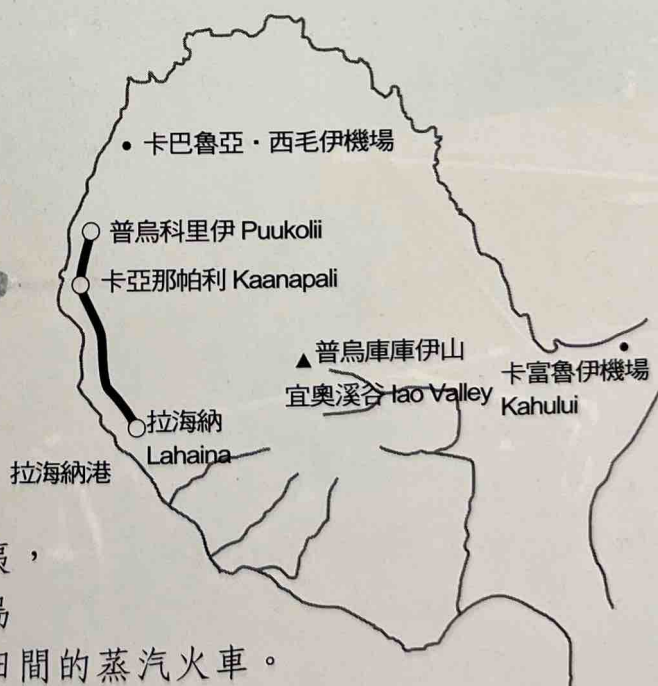 卡巴魯亞・西毛伊機場
普烏科里伊 Puukolii
卡亞那帕利 Kaanapali
普烏庫庫伊山
宜奧溪谷 Iao Valley
卡富魯伊機場
Kahului
拉海納
Lahaina
拉海納港
，
間的蒸汽火車。